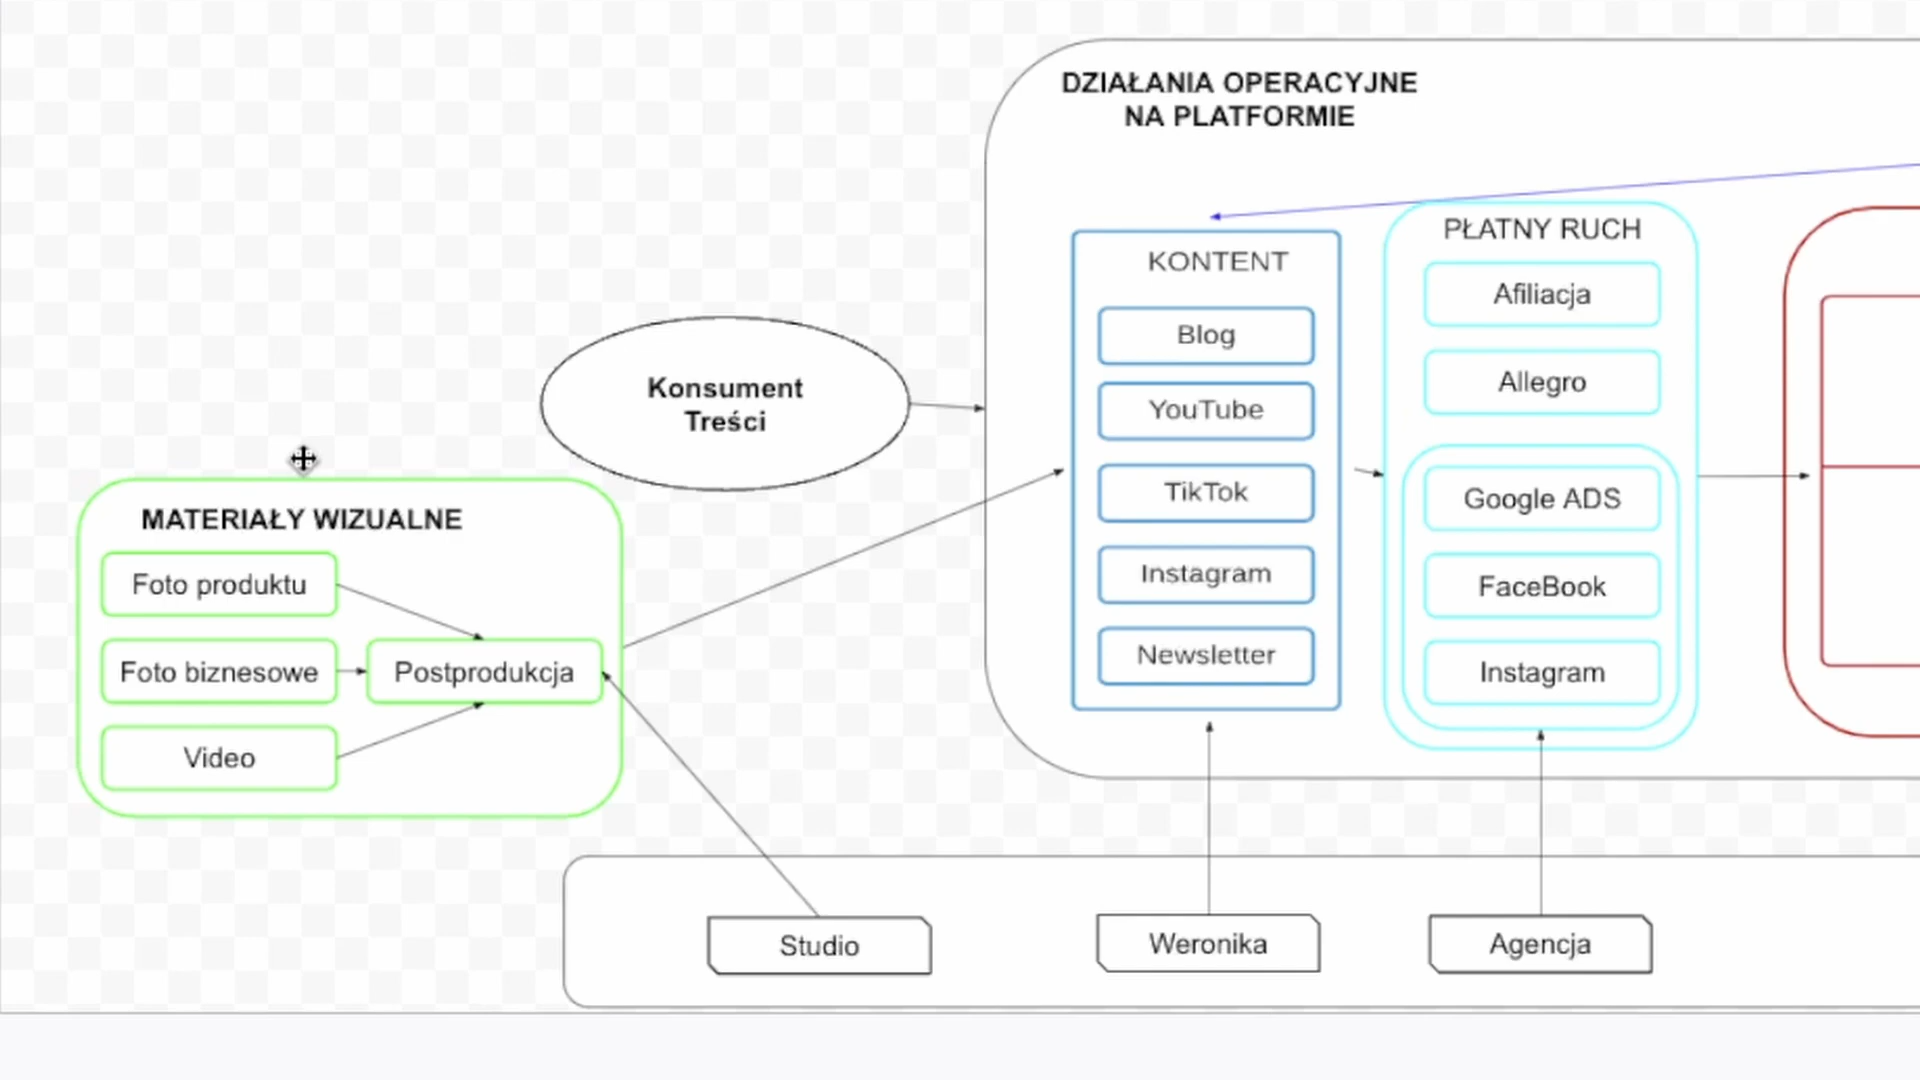 DZIAŁANIA OPERACYJNE
NA PLATFORMIE
KONTENT
Blog
YouTube
TikTok
Instagram
Newsletter
PŁATNY RUCH
Afiliacja
Allegro
Google ADS
FaceBook
Instagram
Konsument
Treści
MATERIAŁY WIZUALNE
Foto produktu
Foto biznesowe
Postprodukcja
Video
Studio
Weronika
Agencja